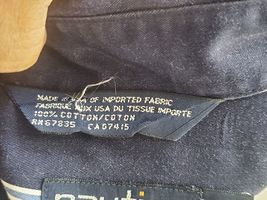 MADE IN USA OF IMPORTED FABRIC
FABRIQUE AUX USA DU TISSUE IMPORTE
100% COTTON/COTON
RN 67835 CA 07415